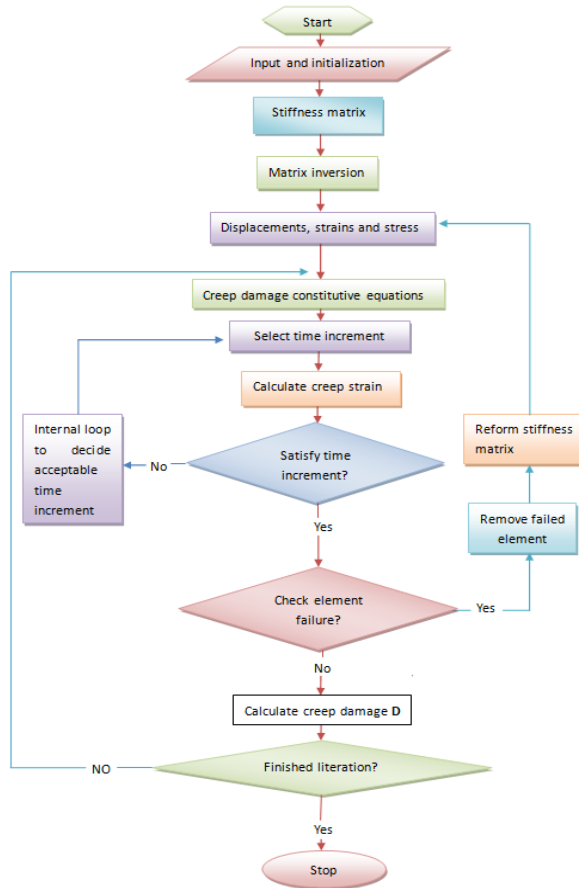 Start
Input and initialization
Stiffness matrix
Matrix inversion
Displacements, strains and stress
Creep damage constitutive equations
Select time increment
Calculate creep strain
Internal loop
to decide
acceptable
time
increment
No
Satisfy time
increment?
Reform stiffness
matrix
Remove failed
element
Yes
Check element
failure?
Yes
No
Calculate creep damage D
NO
Finished literation?
Yes
Stop